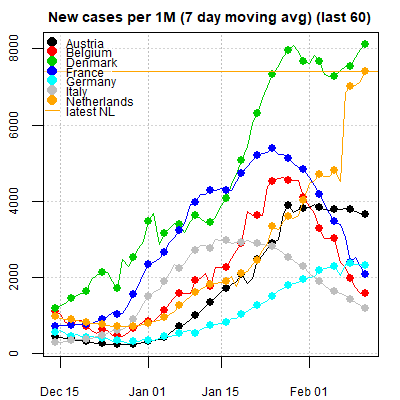 New cases per 1M (7 day moving avg) (last 60)
Austria
Belgium
Denmark
France
Germany
Italy
Netherlands
latest NL
8000
6000
4000
2000
0
Dec 15 Jan 01 Jan 15 Feb 01